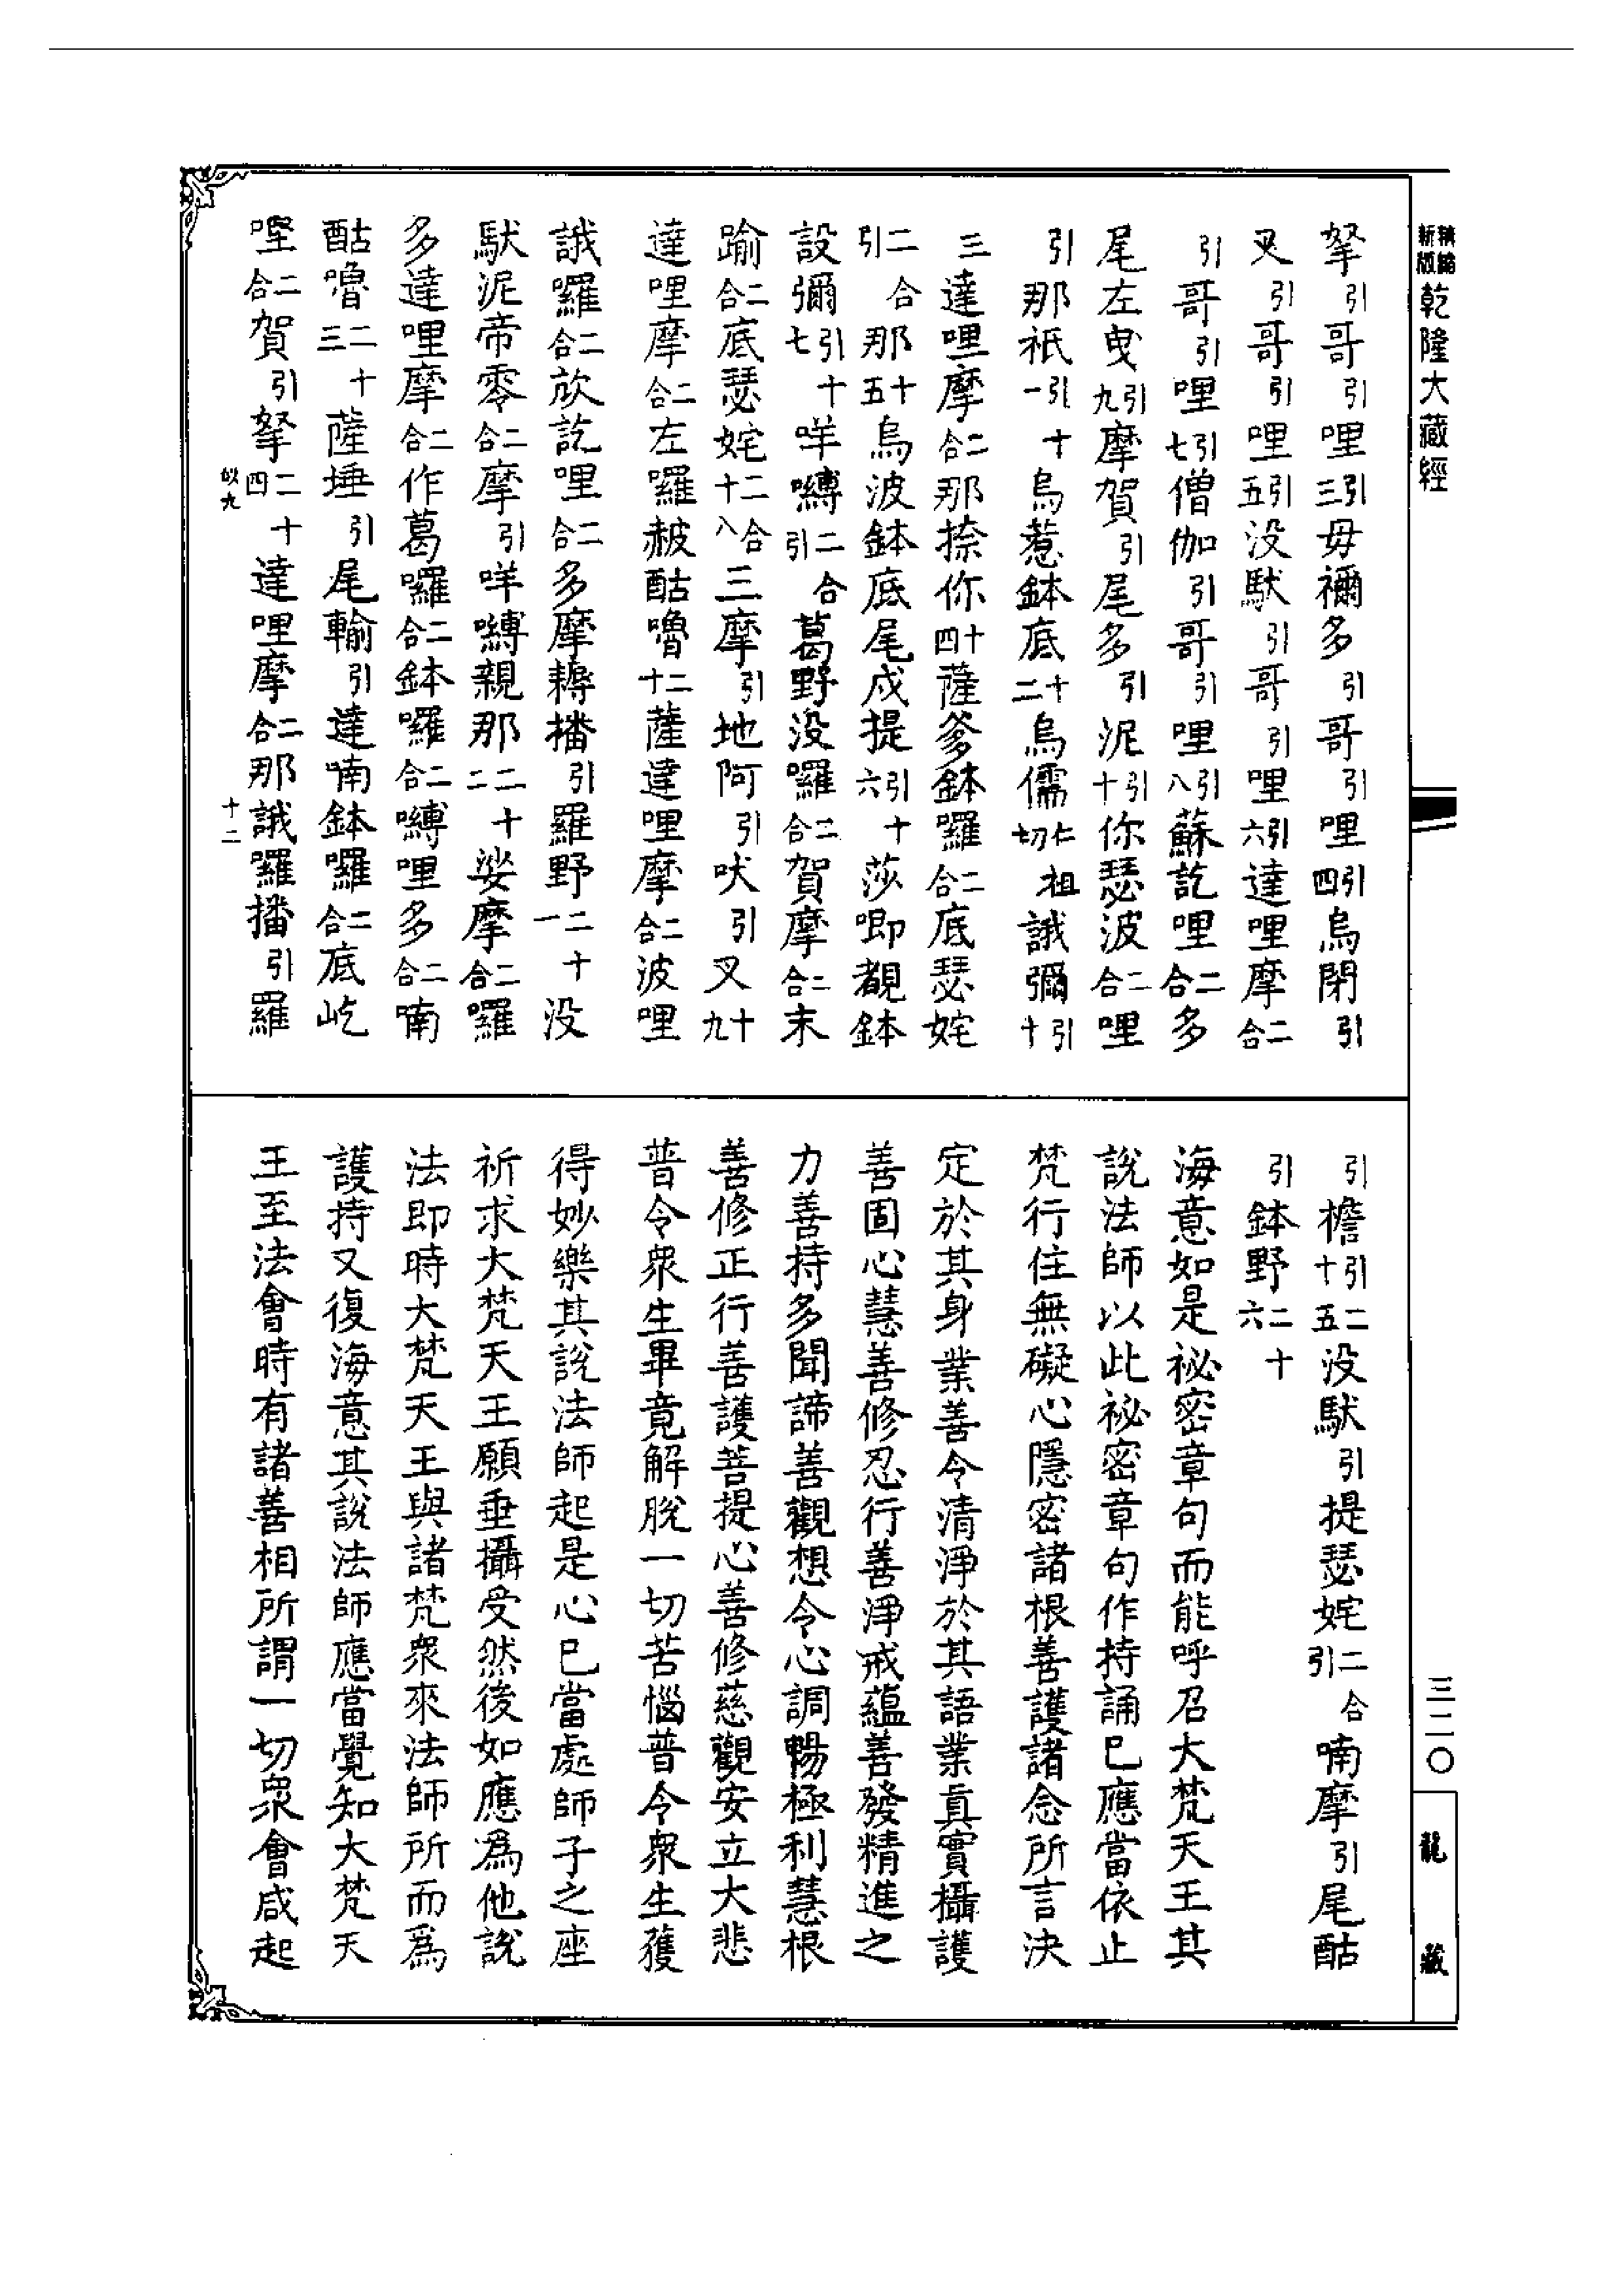 新版精縮乾隆大藏經
三二〇
龍藏
拏引哥引哩引三毋禰多引哥引哩引四烏閉引
叉引哥引哩引五没馱引哥引哩引六達哩摩二合
引哥引哩引七僧伽引哥引哩引八蘇訖哩二合多
尾左曳引九摩賀引尾多引泥引十你瑟波二合哩
引那祇引十一烏惹鉢底十二烏儒仁祖切誐彌引十
三達哩摩二合那捺你十四薩爹鉢囉二合底瑟姹
二合引那十五烏波鉢底尾戍提引十六莎唧覩鉢
設彌引十七咩嚩二合引葛野没囉二合賀摩二合末
踰二合底瑟姹二合十八三摩引地阿引吠引叉十九
達哩摩二合左囉赦酤嚕二十薩達哩摩二合波哩
誐囉二合㰦訖哩二合多摩耨播引羅野二十一没
馱泥帝零二合摩引咩嚩親那二十二娑摩二合囉
多達哩摩二合作葛囉二合鉢囉二合嚩哩多二合喃
酤嚕二十三薩埵引尾輸引達喃鉢囉二合底屹
哩二合賀引拏二十四達哩摩二合那誐囉播引羅
引檐引二十五没馱引提瑟姹二合引喃摩引尾酤
引鉢野二十六
海意如是祕密章句而能呼召大梵天王其
說法師以此祕密章句作持誦巳應當依止
梵行住無礙心隱密諸根善護諸念所言決
定於其身業善令清淨於其語業真實攝護
善固心慧善修忍行善淨戒蘊善發精進之
力善持多聞諦善觀想令心調暢極利慧根
善修正行善護菩提心善修慈觀安立大悲
普令衆生畢竟解脫一切苦惱普令衆生獲
得妙樂其說法師起是心巳當處師子之座
祈求大梵天王願垂攝受然後如應爲他說
法即時大梵天王與諸梵衆來法師所而爲
護持又復海意其說法師應當覺知大梵天
王至法會時有諸善相所謂一切衆會咸起
十二